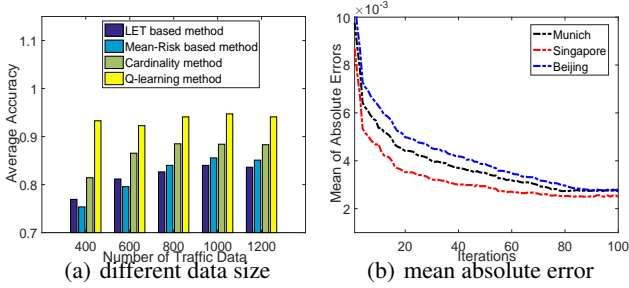 LET based method
Mean-Risk based method
Cardinality method
Q-learning method
Average Accuracy
1.1
1
0.9
0.8
0.7
400 600 800 1000 1200
Number of Traffic Data
(a) different data size
×10^-3
Munich
Singapore
Beijing
Mean of Absolute Errors
10
8
6
4
2
20 40 60 80 100
Iterations
(b) mean absolute error